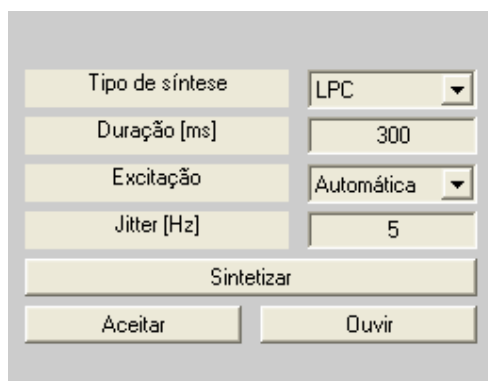 Tipo de síntese LPC
Duração [ms] 300
Excitação Automática
Jitter [Hz] 5
Sintetizar
Aceitar Ouvir